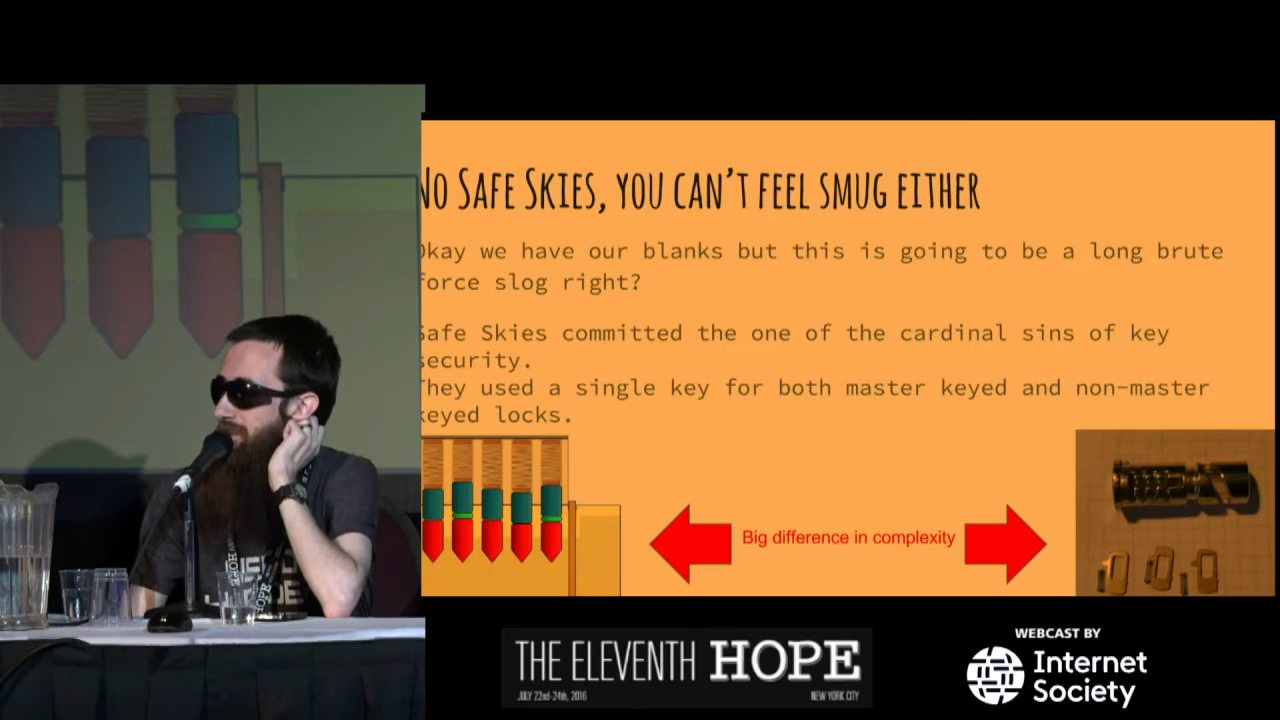 No Safe Skies, you can't feel smug either
Okay we have our blanks but this is going to be a long brute
force slog right?
Safe Skies committed the one of the cardinal sins of key
security.
They used a single key for both master keyed and non-master
keyed locks.
Big difference in complexity
THE ELEVENTH HOPE
JULY 22nd-24th, 2016
NEW YORK CITY
WEBCAST BY
Internet
Society
HOPE